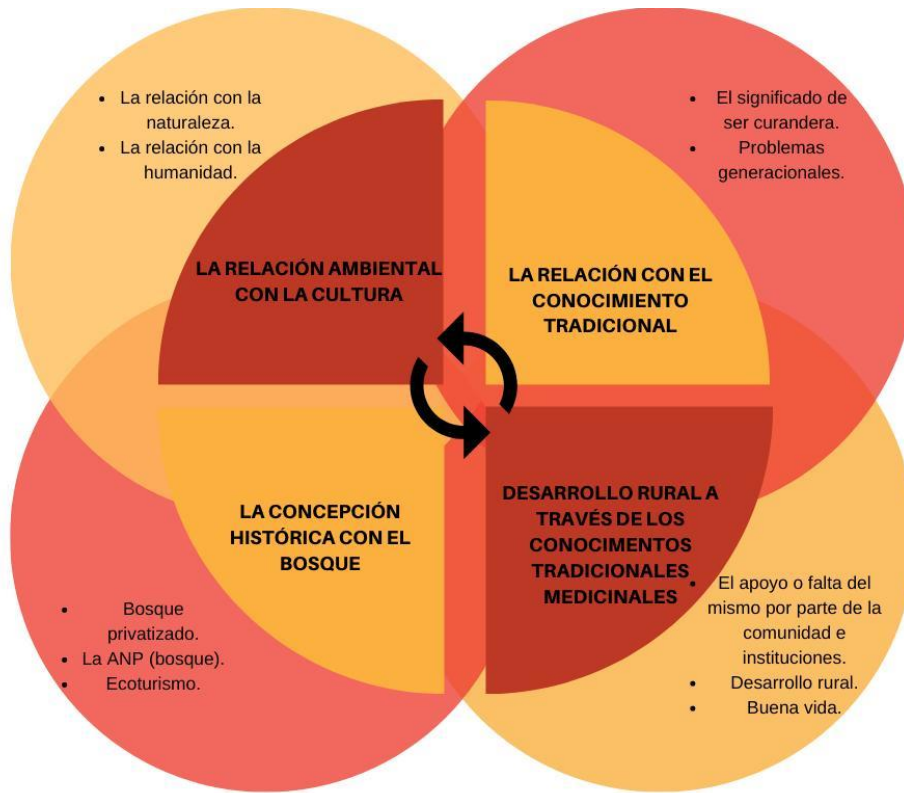 • La relación con la
naturaleza.
• La relación con la
humanidad.
LA RELACIÓN AMBIENTAL
CON LA CULTURA
• El significado de
ser curandera.
• Problemas
generacionales.
LA RELACIÓN CON EL
CONOCIMIENTO
TRADICIONAL
LA CONCEPCIÓN
HISTÓRICA CON EL
BOSQUE
• Bosque
privatizado.
• La ANP (bosque).
• Ecoturismo.
DESARROLLO RURAL A
TRAVÉS DE LOS
CONOCIMENTOS
TRADICIONALES
MEDICINALES
• El apoyo o falta del
mismo por parte de la
comunidad e
instituciones.
• Desarrollo rural.
• Buena vida.